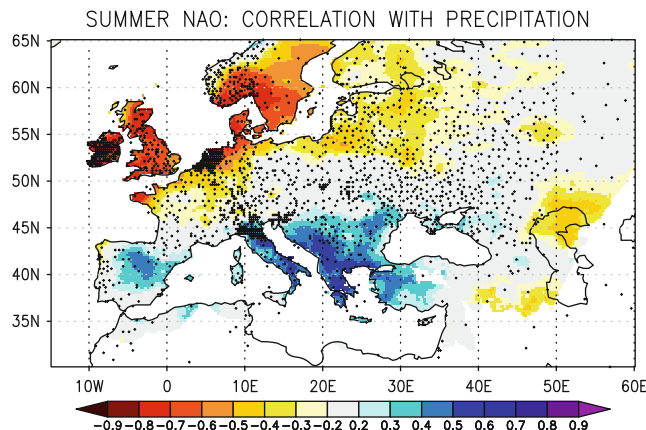 SUMMER NAO: CORRELATION WITH PRECIPITATION
65N
60N
55N
50N
45N
40N
35N
10W 0 10E 20E 30E 40E 50E 60E
-0.9 -0.8 -0.7 -0.6 -0.5 -0.4 -0.3 -0.2 0.2 0.3 0.4 0.5 0.6 0.7 0.8 0.9